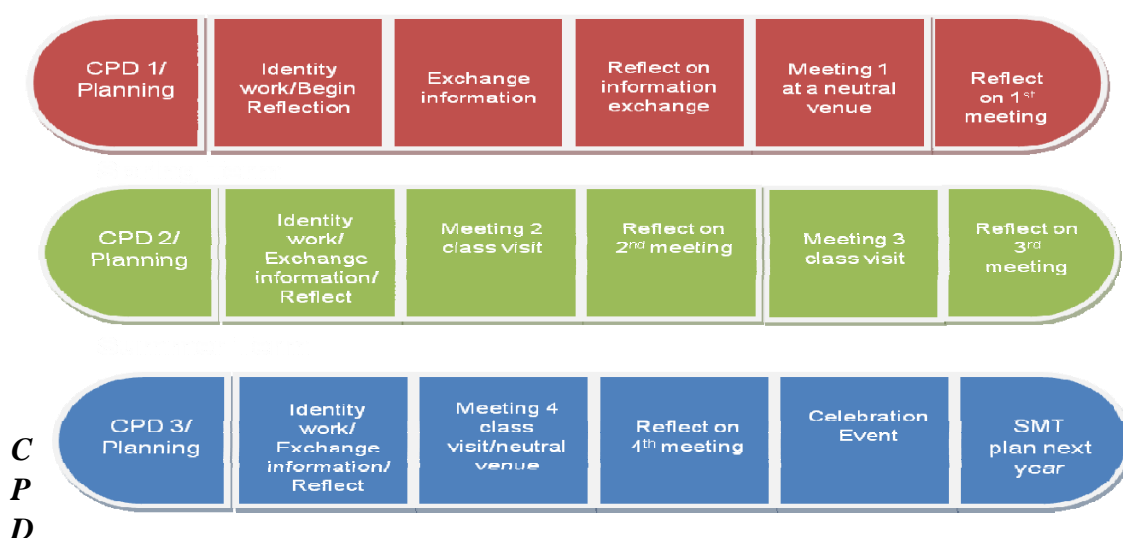 CPD 1/
Planning
Identity
work/Begin
Reflection
Exchange
information
Reflect on
information
exchange
Meeting 1
at a neutral
venue
Reflect
on 1st
meeting
CPD 2/
Planning
Identity
work/
Exchange
information/
Reflect
Meeting 2
class visit
Reflect on
2nd meeting
Meeting 3
class visit
Reflect on
3rd
meeting
CPD 3/
Planning
Identity
work/
Exchange
information/
Reflect
Meeting 4
class
visit/neutral
venue
Reflect on
4th meeting
Celebration
Event
SMT
plan next
year
C
P
D